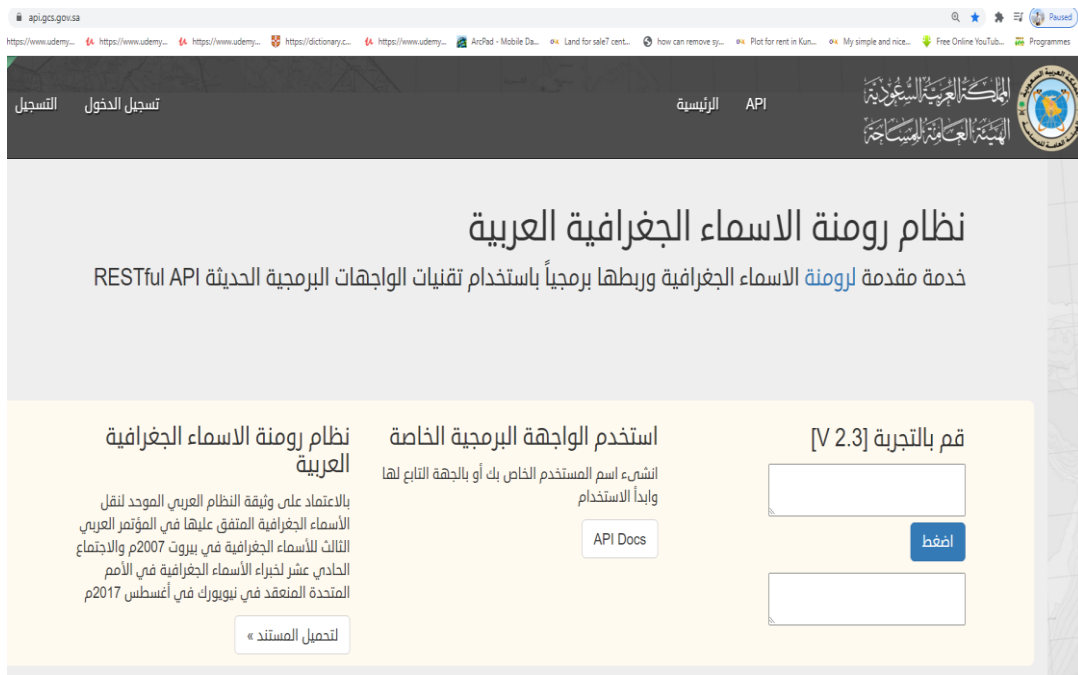 api.gcs.gov.sa
Paused
https://www.udemy...
https://www.udemy...
https://www.udemy...
https://dictionary.c...
https://www.udemy...
ArcPad - Mobile Da...
Land for sale7 cent...
how can remove sy...
Plot for rent in Kun...
My simple and nice...
Free Online YouTub...
Programmes
المملكة العربية السعودية
الهيئة العامة للمساحة
API
الرئيسية
تسجيل الدخول
التسجيل
نظام رومنة الاسماء الجغرافية العربية
خدمة مقدمة لرومنة الاسماء الجغرافية وربطها برمجياً باستخدام تقنيات الواجهات البرمجية الحديثة RESTful API
قم بالتجربة [V 2.3]
اضغط
استخدم الواجهة البرمجية الخاصة
انشىء اسم المستخدم الخاص بك أو بالجهة التابع لها
وابدأ الاستخدام
API Docs
نظام رومنة الاسماء الجغرافية
العربية
بالاعتماد على وثيقة النظام العربي الموحد لنقل
الأسماء الجغرافية المتفق عليها في المؤتمر العربي
الثالث للأسماء الجغرافية في بيروت 2007م والاجتماع
الحادي عشر لخبراء الأسماء الجغرافية في الأمم
المتحدة المنعقد في نيويورك في أغسطس 2017م
لتحميل المستند »